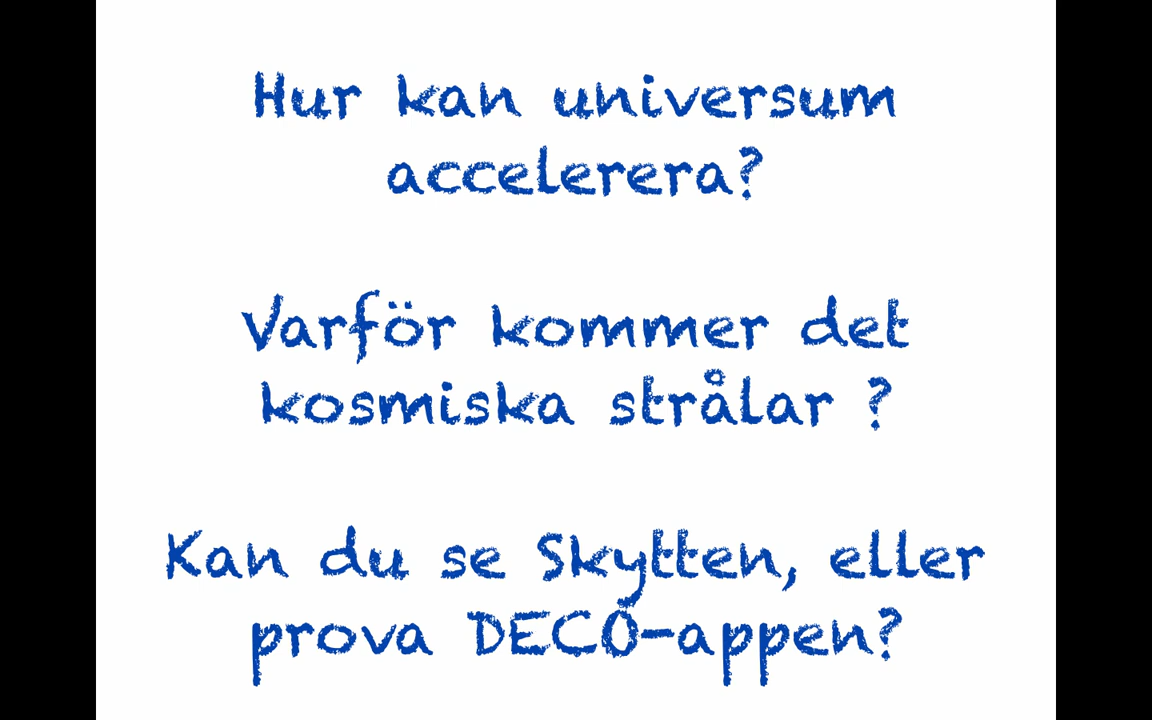 Hur kan universum
accelerera?
Varför kommer det
kosmiska strålar ?
Kan du se Skytten, eller
prova DECO-appen?